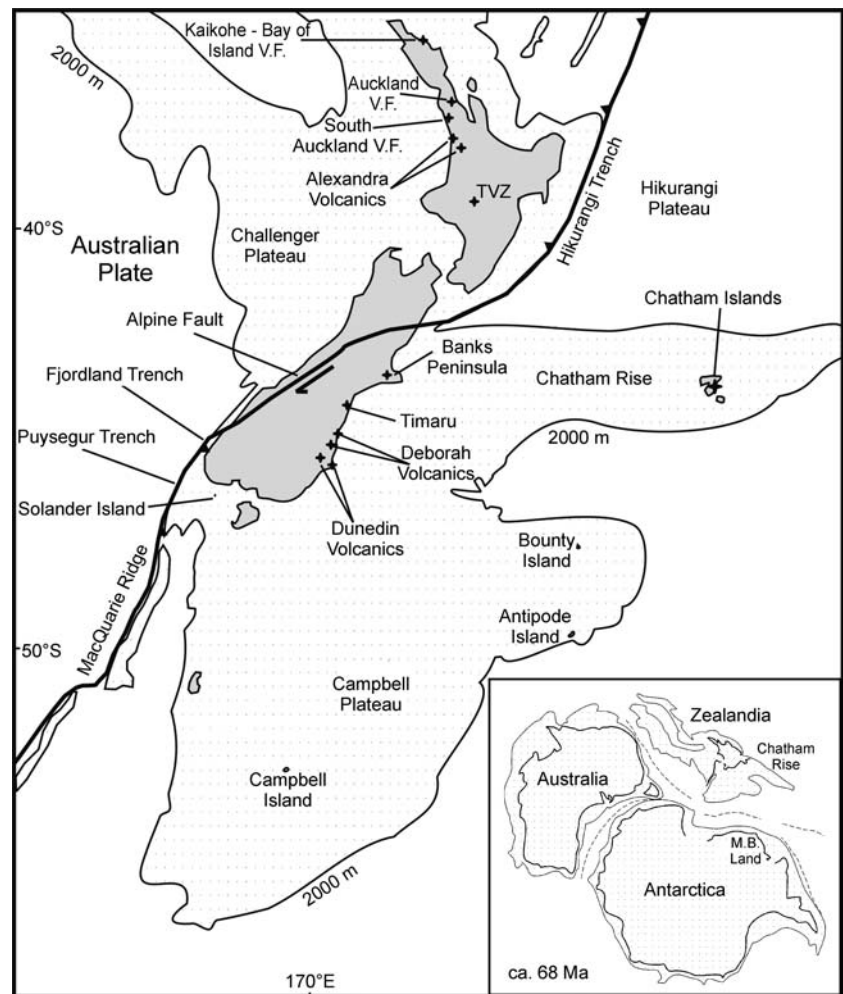 Kaikohe - Bay of
Island V.F.
2000 m
Auckland
V.F.
South
Auckland V.F.
Alexandra
Volcanics
TVZ
Hikurangi Trench
Hikurangi
Plateau
40°S
Australian
Plate
Challenger
Plateau
Alpine Fault
Chatham Islands
Fjordland Trench
Banks
Peninsula
Chatham Rise
Puysegur Trench
Timaru
2000 m
Deborah
Volcanics
Solander Island
Dunedin
Volcanics
Bounty
Island
MacQuarie Ridge
Antipode
Island
50°S
Campbell
Plateau
Campbell
Island
2000 m
170°E
Zealandia
Chatham
Rise
Australia
M.B.
Land
Antarctica
ca. 68 Ma